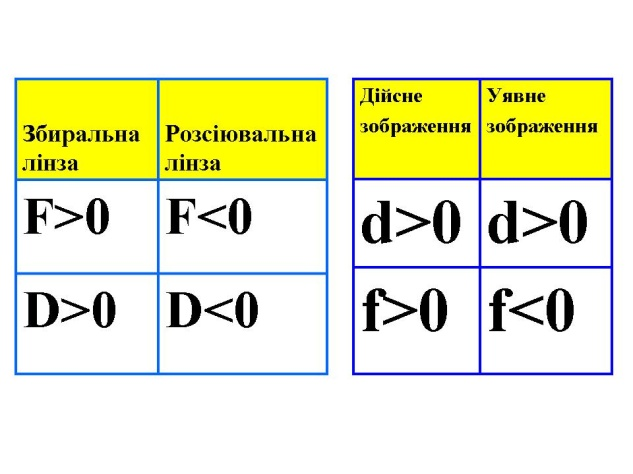 Збиральна
лінза
Розсіювальна
лінза
F>0
F<0
D>0
D<0
Дійсне
зображення
Уявне
зображення
d>0
d>0
f>0
f<0